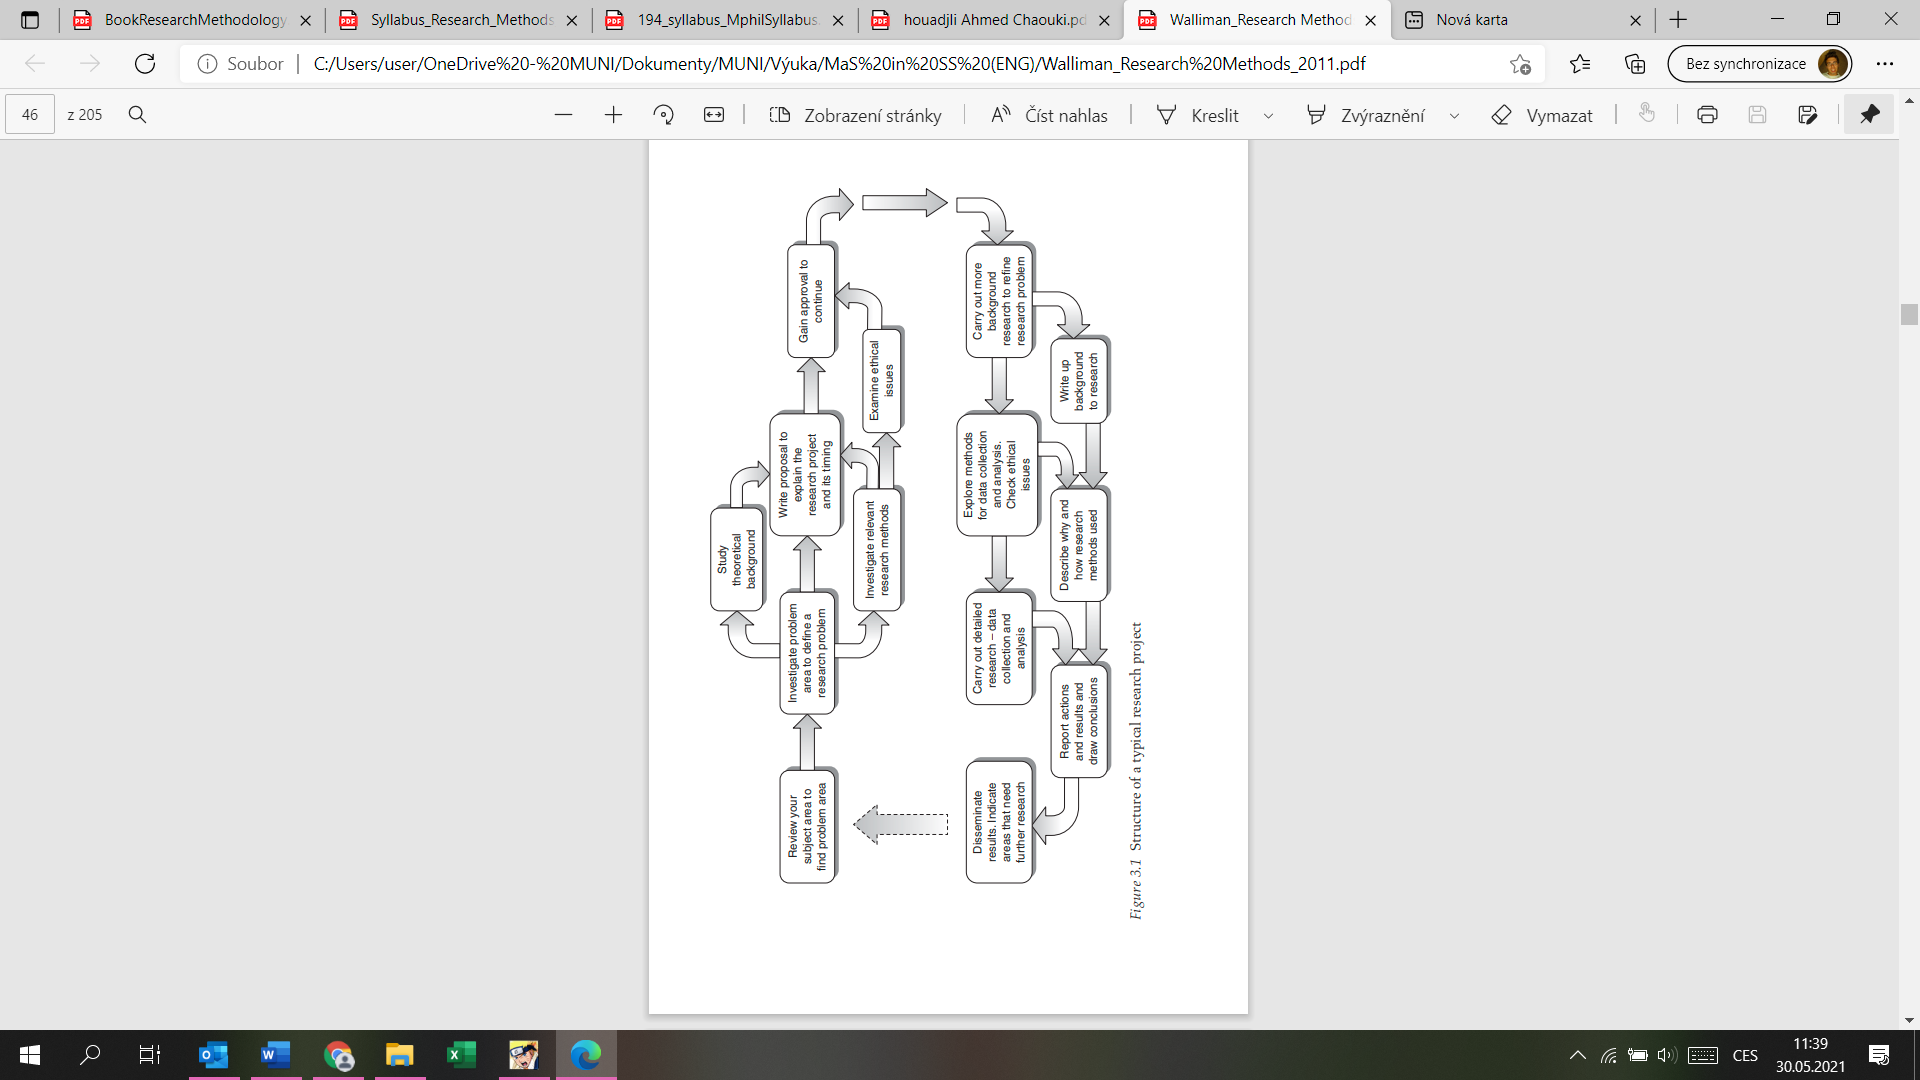 BookResearchMethodology
Syllabus_Research_Methods
194_syllabus_MphilSyllabus.
houadjli Ahmed Chaouki.pd
Walliman_Research Method
Nová karta
Soubor
C:/Users/user/OneDrive%20-%20MUNI/Dokumenty/MUNI/Výuka/MaS%20in%20SS%20(ENG)/Walliman_Research%20Methods_2011.pdf
Bez synchronizace
46
z 205
Zobrazení stránky
Číst nahlas
Kreslit
Zvýraznění
Vymazat
Review your
subject area to
find problem area
Investigate problem
area to define a
research problem
Study
theoretical
background
Investigate relevant
research methods
Write proposal to
explain the
research project
and its timing
Examine ethical
issues
Gain approval to
continue
Carry out more
background
research to refine
research problem
Write up
background
to research
Explore methods
for data collection
and analysis.
Check ethical
issues
Describe why and
how research
methods used
Carry out detailed
research – data
collection and
analysis
Report actions
and results and
draw conclusions
Disseminate
results. Indicate
areas that need
further research
Figure 3.1 Structure of a typical research project
CES
11:39
30.05.2021